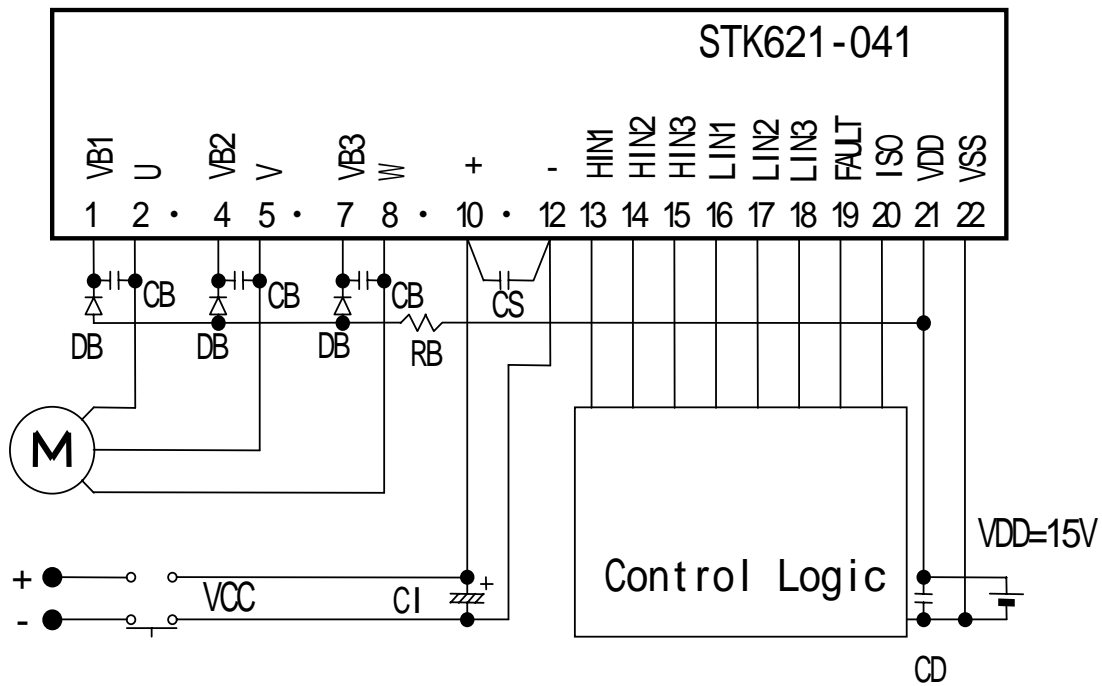 STK621-041
VB1 U VB2 V VB3 W + - HIN1 HIN2 HIN3 LIN1 LIN2 LIN3 FAULT ISO VDD VSS
1 2 · 4 5 · 7 8 · 10 · 12 13 14 15 16 17 18 19 20 21 22
CB CB CB CS
DB DB DB RB
M
VDD=15V
+ VCC CI + Control Logic
-
CD